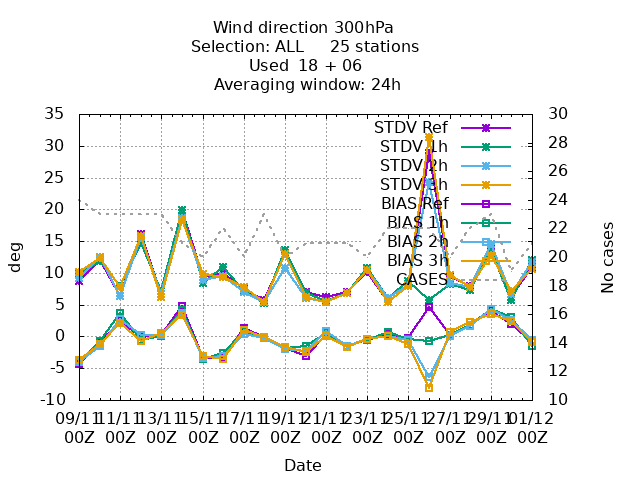 Wind direction 300hPa
Selection: ALL     25 stations
Used  18 + 06
Averaging window: 24h
35
30
25
20
15
10
5
0
-5
-10
30
28
26
24
22
20
18
16
14
12
10
deg
No cases
STDV Ref
STDV 1h
STDV 2h
STDV 3h
BIAS Ref
BIAS 1h
BIAS 2h
BIAS 3h
CASES
09/11 11/11 13/11 15/11 17/11 19/11 21/11 23/11 25/11 27/11 29/11 01/12
00Z 00Z 00Z 00Z 00Z 00Z 00Z 00Z 00Z 00Z 00Z 00Z
Date